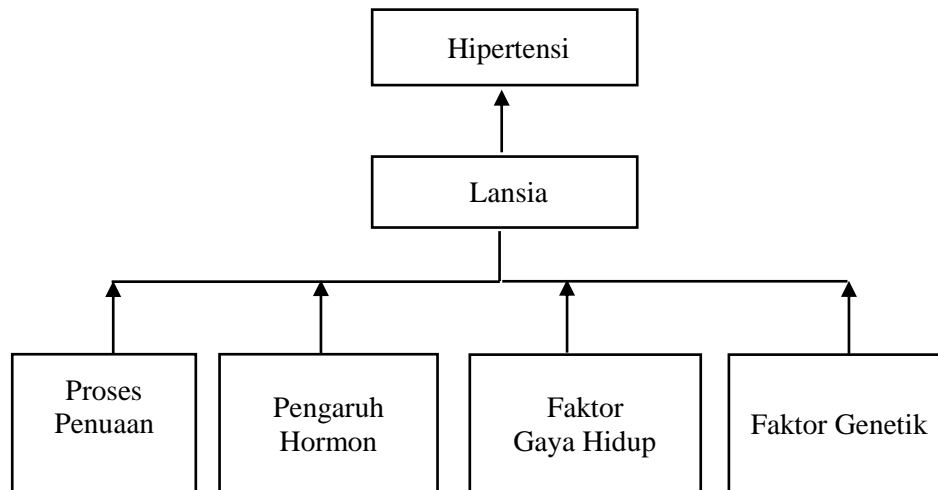 Hipertensi
Lansia
Proses
Penuaan
Pengaruh
Hormon
Faktor
Gaya Hidup
Faktor Genetik